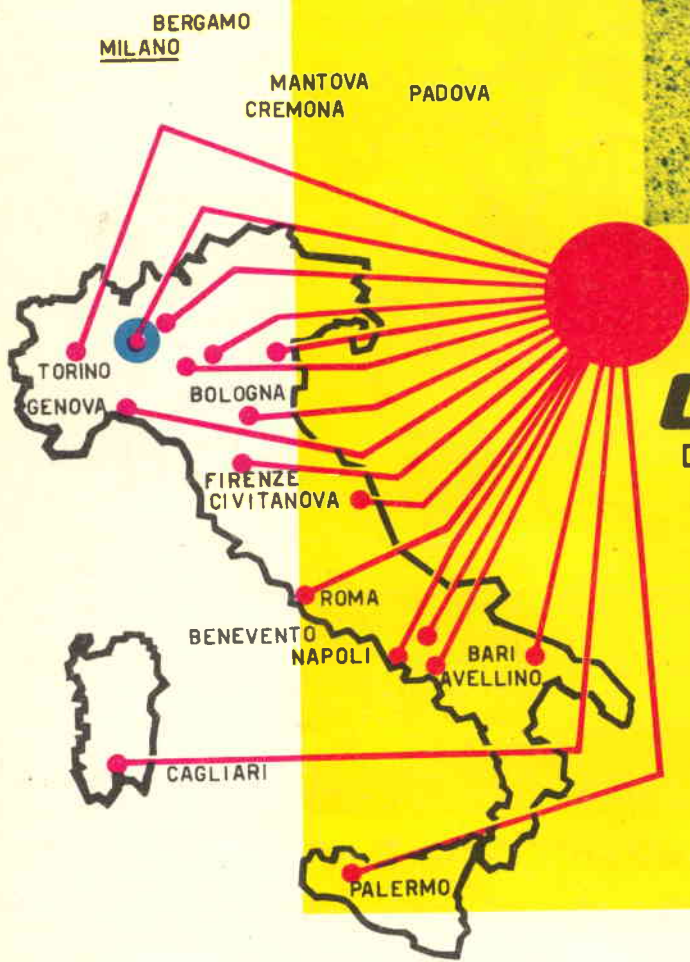 BERGAMO
MILANO
MANTOVA
PADOVA
CREMONA
TORINO
GENOVA
BOLOGNA
FIRENZE
CIVITANOVA
ROMA
BENEVENTO
NAPOLI
BARI
AVELLINO
CAGLIARI
PALERMO